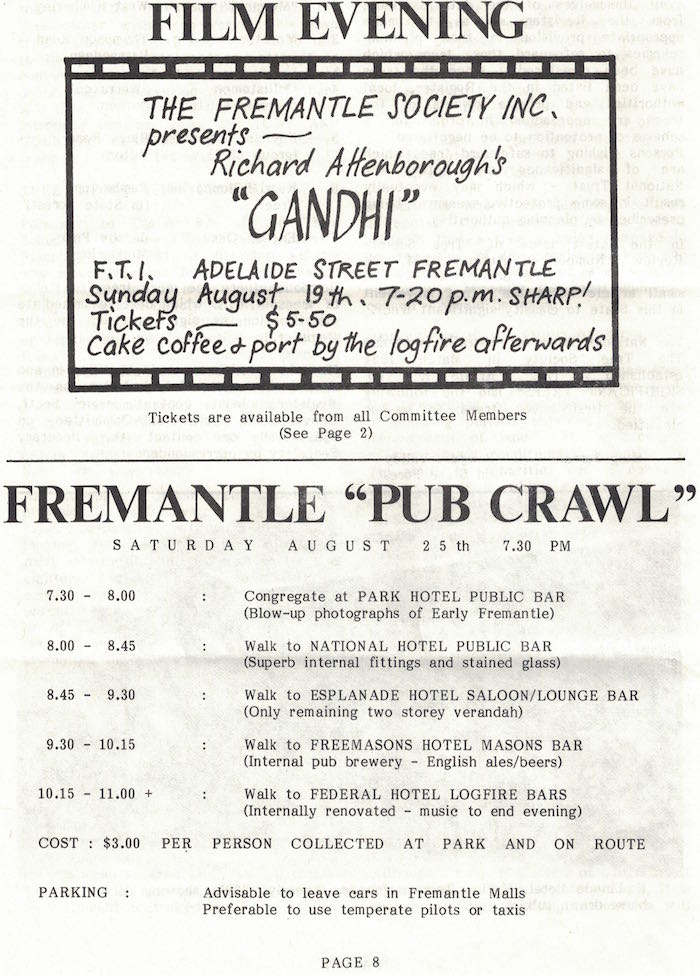 FILM EVENING
THE FREMANTLE SOCIETY INC.
presents —
Richard Attenborough's
"GANDHI"
F.T.I. ADELAIDE STREET FREMANTLE
Sunday August 19th. 7-20 p.m. SHARP!
Tickets — $5-50
Cake coffee & port by the logfire afterwards
Tickets are available from all Committee Members
(See Page 2)
FREMANTLE "PUB CRAWL"
SATURDAY AUGUST 25th 7.30 PM
7.30 - 8.00 : Congregate at PARK HOTEL PUBLIC BAR
(Blow-up photographs of Early Fremantle)
8.00 - 8.45 : Walk to NATIONAL HOTEL PUBLIC BAR
(Superb internal fittings and stained glass)
8.45 - 9.30 : Walk to ESPLANADE HOTEL SALOON/LOUNGE BAR
(Only remaining two storey verandah)
9.30 - 10.15 : Walk to FREEMASONS HOTEL MASONS BAR
(Internal pub brewery - English ales/beers)
10.15 - 11.00 + : Walk to FEDERAL HOTEL LOGFIRE BARS
(Internally renovated - music to end evening)
COST : $3.00 PER PERSON COLLECTED AT PARK AND ON ROUTE
PARKING : Advisable to leave cars in Fremantle Malls
Preferable to use temperate pilots or taxis
PAGE 8